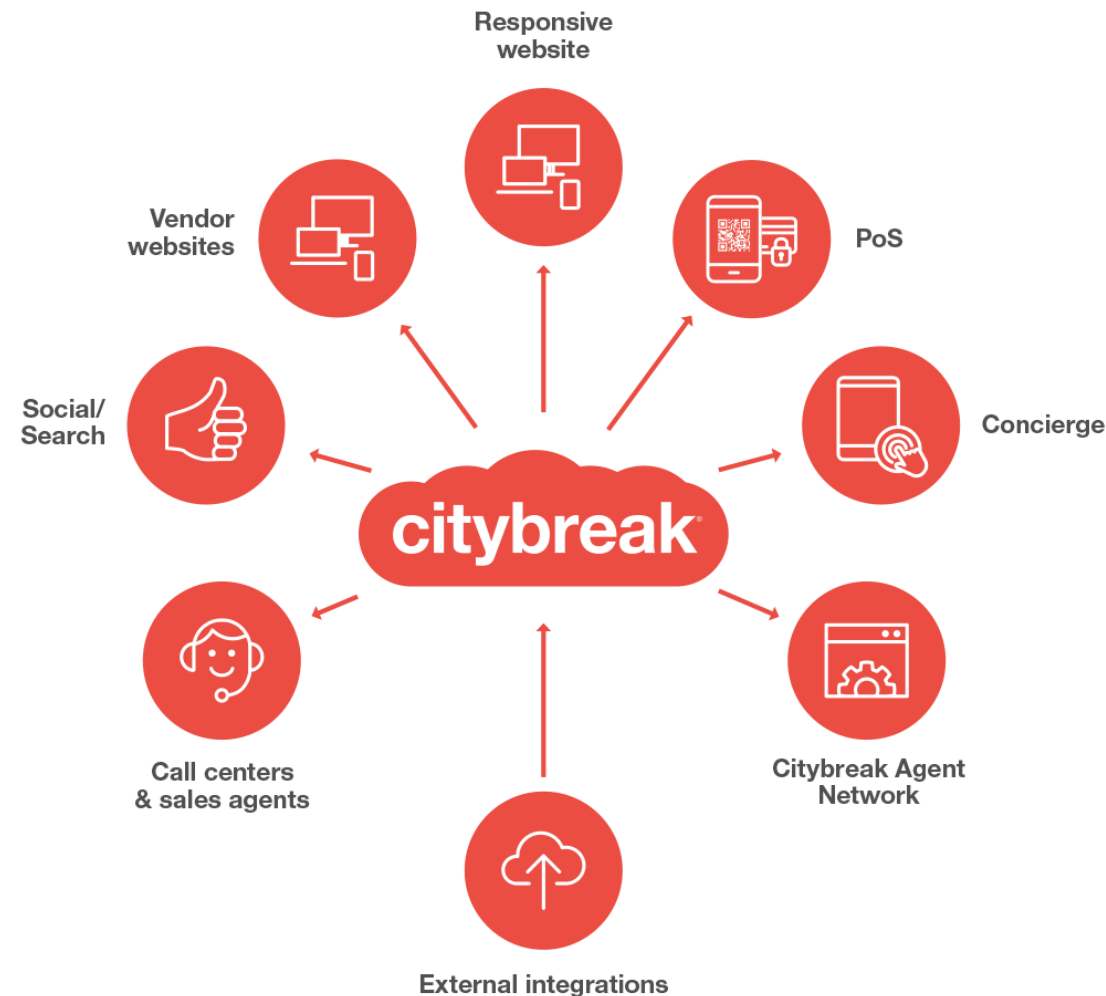 Responsive
website
Vendor
websites
PoS
Social/
Search
Concierge
citybreak®
Call centers
& sales agents
Citybreak Agent
Network
External integrations